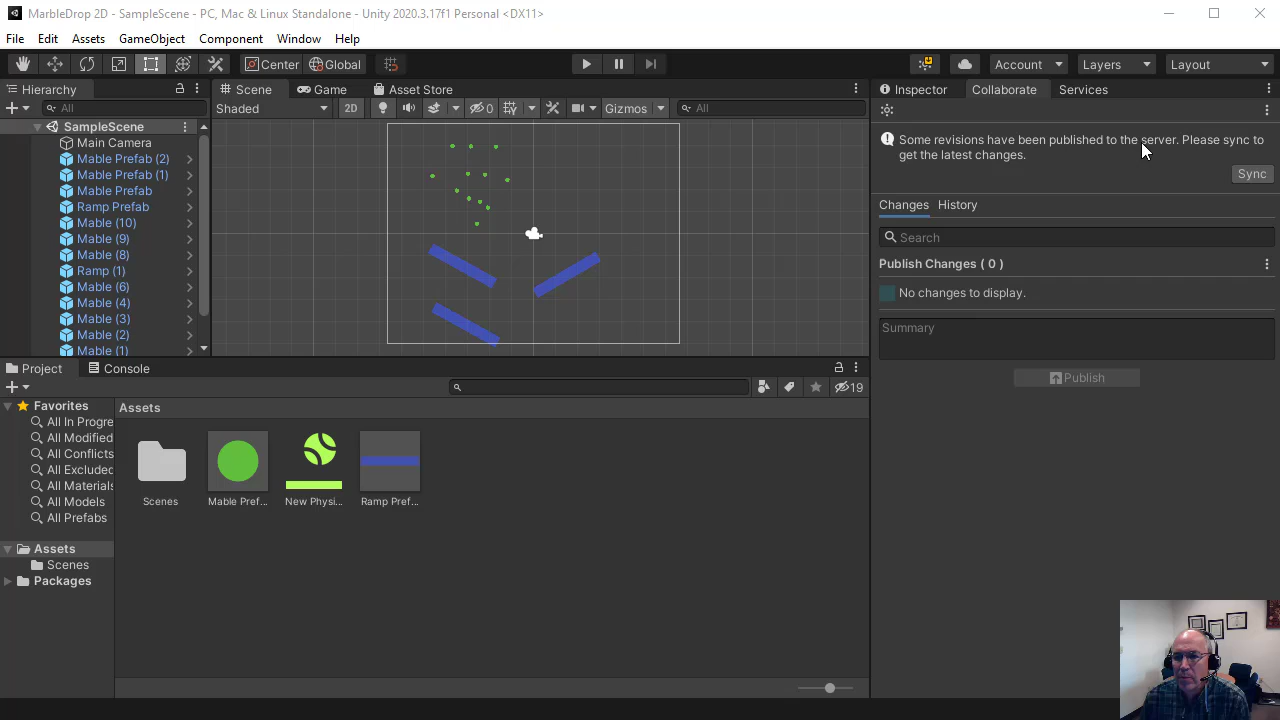 MarbleDrop 2D - SampleScene - PC, Mac & Linux Standalone - Unity 2020.3.17f1 Personal <DX11>
File Edit Assets GameObject Component Window Help
Center Global Account Layers Layout
Hierarchy Scene Game Asset Store Inspector Collaborate Services
All Shaded 2D 0 Gizmos All
SampleScene
Main Camera
Mable Prefab (2)
Mable Prefab (1)
Mable Prefab
Ramp Prefab
Mable (10)
Mable (9)
Mable (8)
Ramp (1)
Mable (6)
Mable (4)
Mable (3)
Mable (2)
Mable (1)
Some revisions have been published to the server. Please sync to
get the latest changes.
Sync
Changes History
Search
Publish Changes ( 0 )
No changes to display.
Summary
Publish
Project Console
19
Favorites
All In Progre
All Modified
All Conflicts
All Excluded
All Materials
All Models
All Prefabs
Assets
Scenes
Packages
Assets
Scenes Mable Pref... New Physi... Ramp Pref...